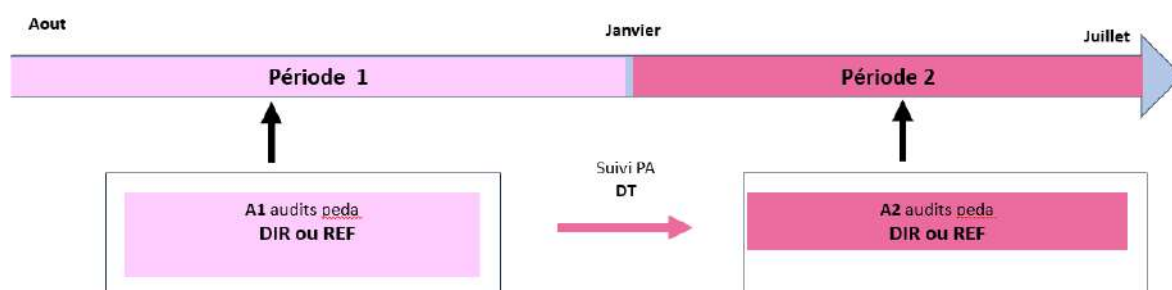 Aout
Janvier
Juillet
Période 1
Période 2
A1 audits peda
DIR ou REF
Suivi PA
DT
A2 audits peda
DIR ou REF